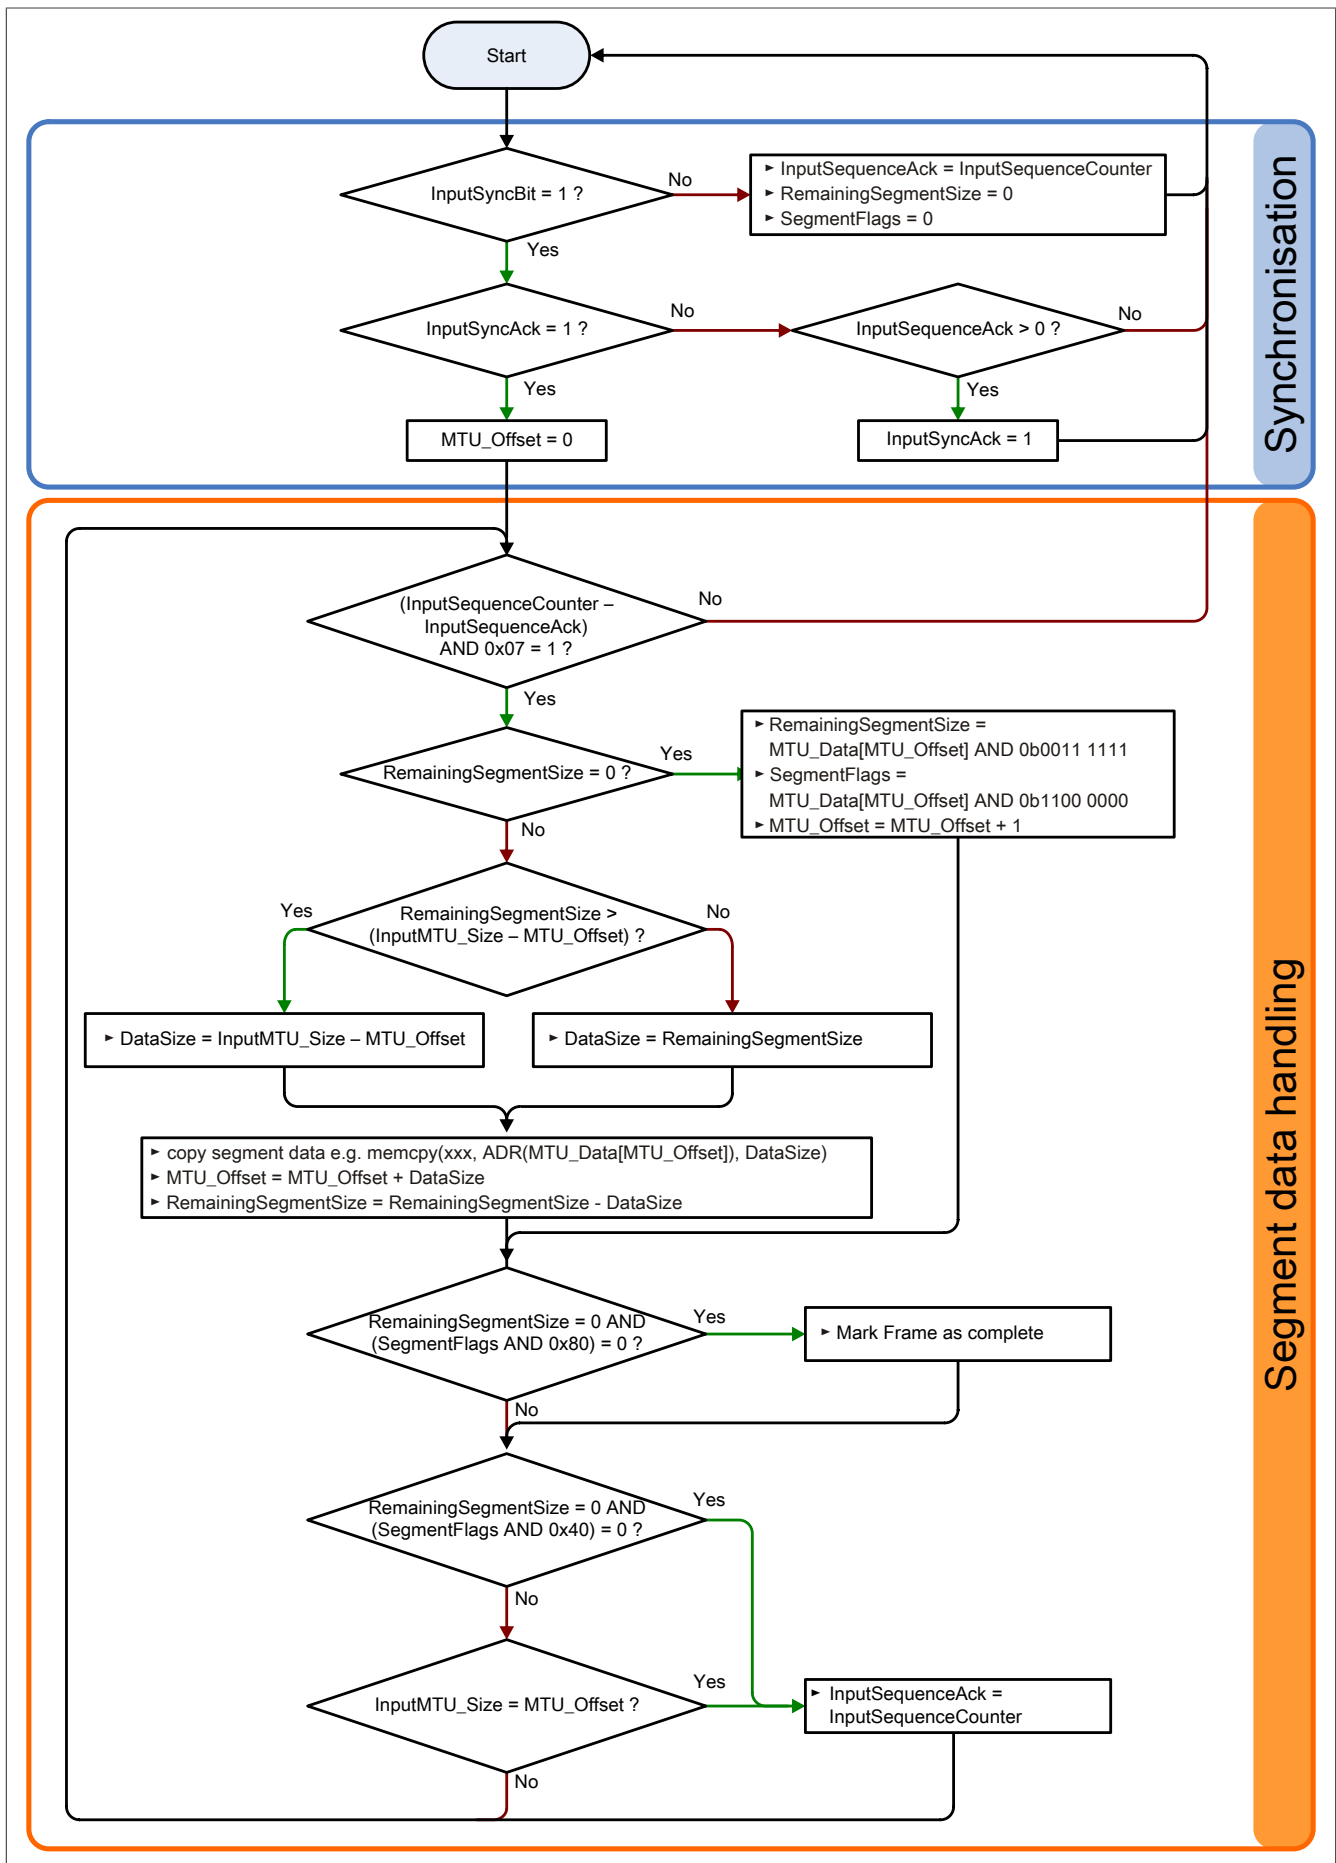 Start
InputSyncBit = 1 ?
No
► InputSequenceAck = InputSequenceCounter
► RemainingSegmentSize = 0
► SegmentFlags = 0
Yes
InputSyncAck = 1 ?
No
InputSequenceAck > 0 ?
No
Yes
Yes
MTU_Offset = 0
InputSyncAck = 1
Synchronisation
(InputSequenceCounter –
InputSequenceAck)
AND 0x07 = 1 ?
No
Yes
RemainingSegmentSize = 0 ?
Yes
► RemainingSegmentSize =
MTU_Data[MTU_Offset] AND 0b0011 1111
► SegmentFlags =
MTU_Data[MTU_Offset] AND 0b1100 0000
► MTU_Offset = MTU_Offset + 1
No
RemainingSegmentSize >
(InputMTU_Size – MTU_Offset) ?
Yes
No
► DataSize = InputMTU_Size – MTU_Offset
► DataSize = RemainingSegmentSize
► copy segment data e.g. memcpy(xxx, ADR(MTU_Data[MTU_Offset]), DataSize)
► MTU_Offset = MTU_Offset + DataSize
► RemainingSegmentSize = RemainingSegmentSize - DataSize
RemainingSegmentSize = 0 AND
(SegmentFlags AND 0x80) = 0 ?
Yes
► Mark Frame as complete
No
RemainingSegmentSize = 0 AND
(SegmentFlags AND 0x40) = 0 ?
Yes
No
InputMTU_Size = MTU_Offset ?
Yes
► InputSequenceAck =
InputSequenceCounter
No
Segment data handling